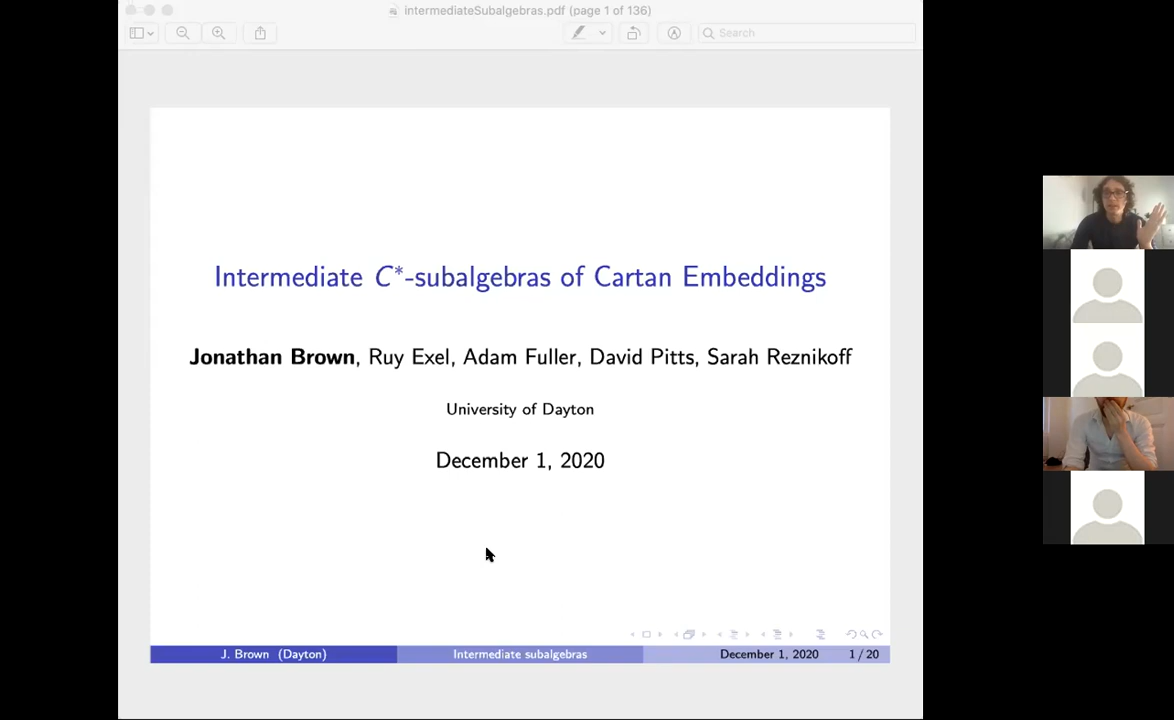 intermediateSubalgebras.pdf (page 1 of 136)
Search
Intermediate C*-subalgebras of Cartan Embeddings
Jonathan Brown, Ruy Exel, Adam Fuller, David Pitts, Sarah Reznikoff
University of Dayton
December 1, 2020
J. Brown (Dayton) Intermediate subalgebras December 1, 2020 1 / 20